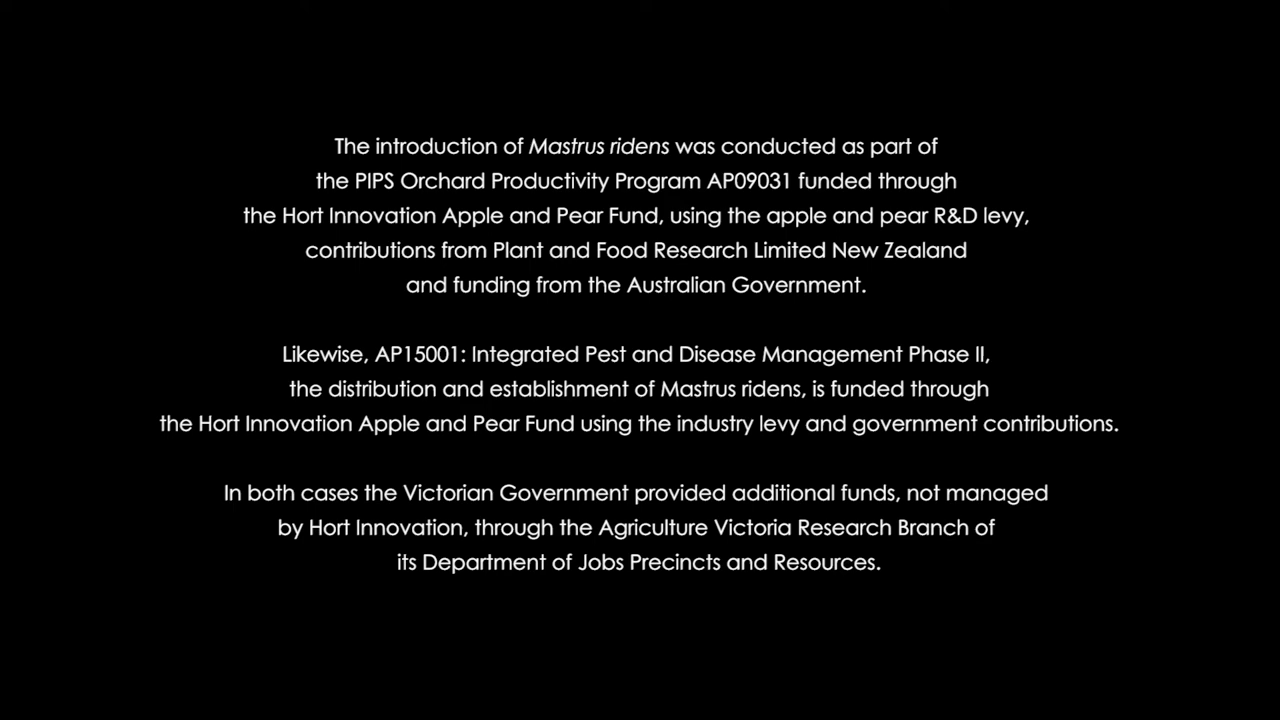 The introduction of Mastrus ridens was conducted as part of
the PIPS Orchard Productivity Program AP09031 funded through
the Hort Innovation Apple and Pear Fund, using the apple and pear R&D levy,
contributions from Plant and Food Research Limited New Zealand
and funding from the Australian Government.
Likewise, AP15001: Integrated Pest and Disease Management Phase II,
the distribution and establishment of Mastrus ridens, is funded through
the Hort Innovation Apple and Pear Fund using the industry levy and government contributions.
In both cases the Victorian Government provided additional funds, not managed
by Hort Innovation, through the Agriculture Victoria Research Branch of
its Department of Jobs Precincts and Resources.